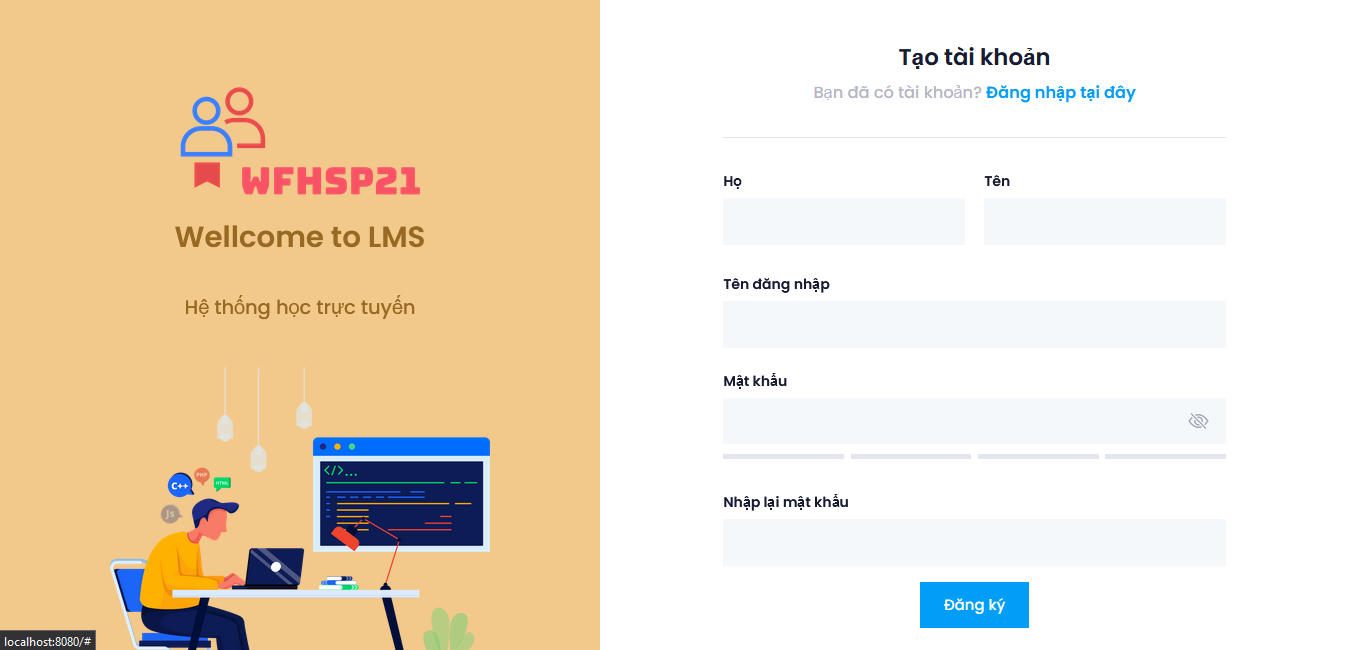 WFHSP21
Wellcome to LMS
Hệ thống học trực tuyến
</>...
C++
PHP
HTML
Js
localhost:8080/#
Tạo tài khoản
Bạn đã có tài khoản? Đăng nhập tại đây
Họ
Tên
Tên đăng nhập
Mật khẩu
Nhập lại mật khẩu
Đăng ký